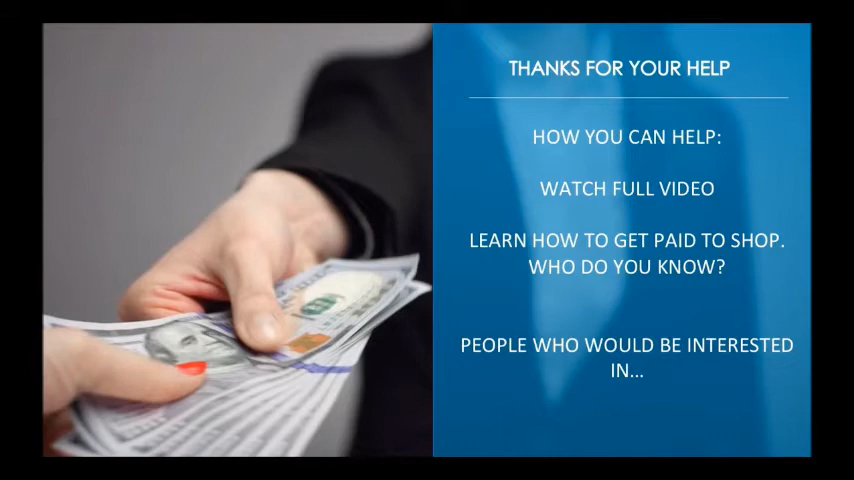 THANKS FOR YOUR HELP
HOW YOU CAN HELP:
WATCH FULL VIDEO
LEARN HOW TO GET PAID TO SHOP.
WHO DO YOU KNOW?
PEOPLE WHO WOULD BE INTERESTED
IN...